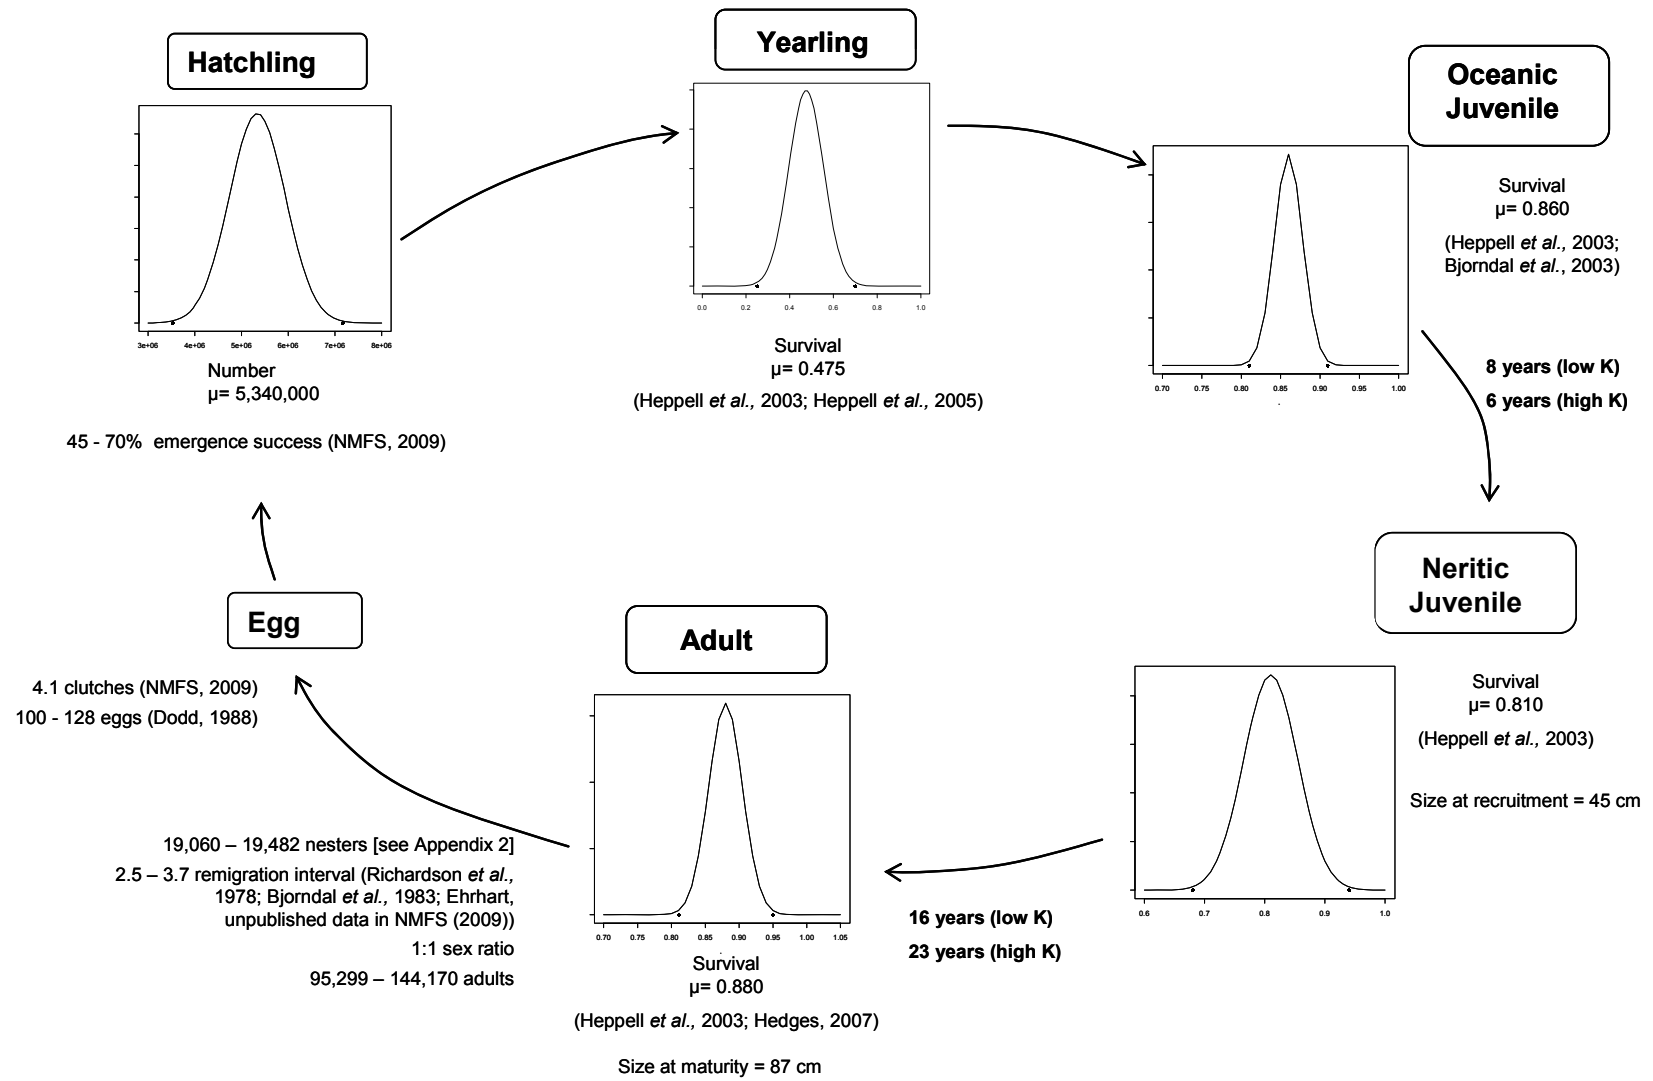 Hatchling
3e+06 4e+06 5e+06 6e+06 7e+06 8e+06
Number
µ= 5,340,000
45 - 70% emergence success (NMFS, 2009)
Yearling
0.0 0.2 0.4 0.6 0.8 1.0
Survival
µ= 0.475
(Heppell et al., 2003; Heppell et al., 2005)
Oceanic
Juvenile
0.70 0.75 0.80 0.85 0.90 0.95 1.00
Survival
µ= 0.860
(Heppell et al., 2003;
Bjorndal et al., 2003)
8 years (low K)
6 years (high K)
Neritic
Juvenile
0.6 0.7 0.8 0.9 1.0
Survival
µ= 0.810
(Heppell et al., 2003)
Size at recruitment = 45 cm
16 years (low K)
23 years (high K)
Adult
0.70 0.75 0.80 0.85 0.90 0.95 1.00 1.05
Survival
µ= 0.880
(Heppell et al., 2003; Hedges, 2007)
Size at maturity = 87 cm
19,060 – 19,482 nesters [see Appendix 2]
2.5 – 3.7 remigration interval (Richardson et al.,
1978; Bjorndal et al., 1983; Ehrhart,
unpublished data in NMFS (2009))
1:1 sex ratio
95,299 – 144,170 adults
Egg
4.1 clutches (NMFS, 2009)
100 - 128 eggs (Dodd, 1988)